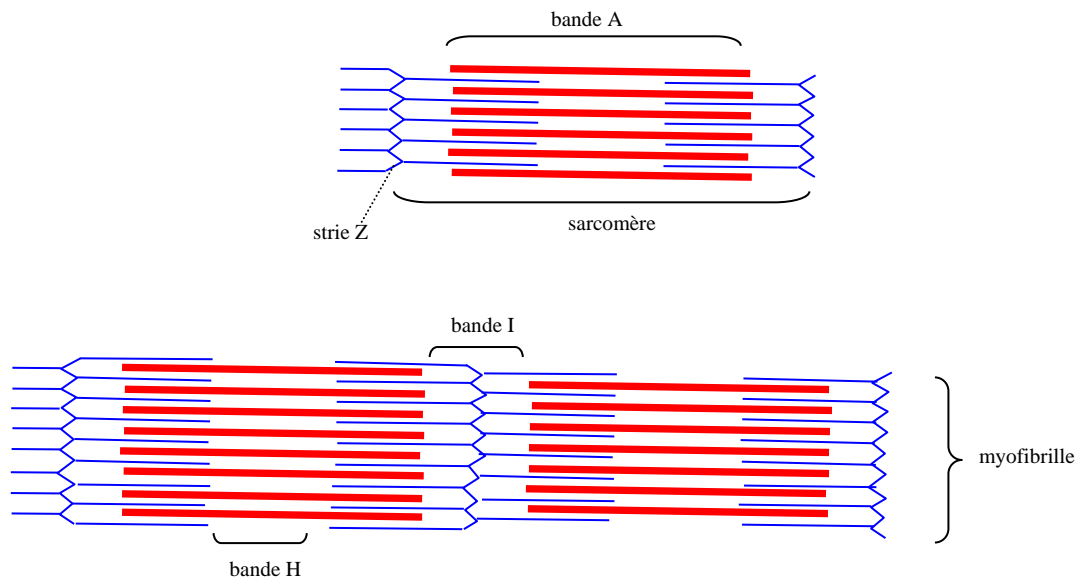 bande A
strie Z
sarcomère
bande I
myofibrille
bande H